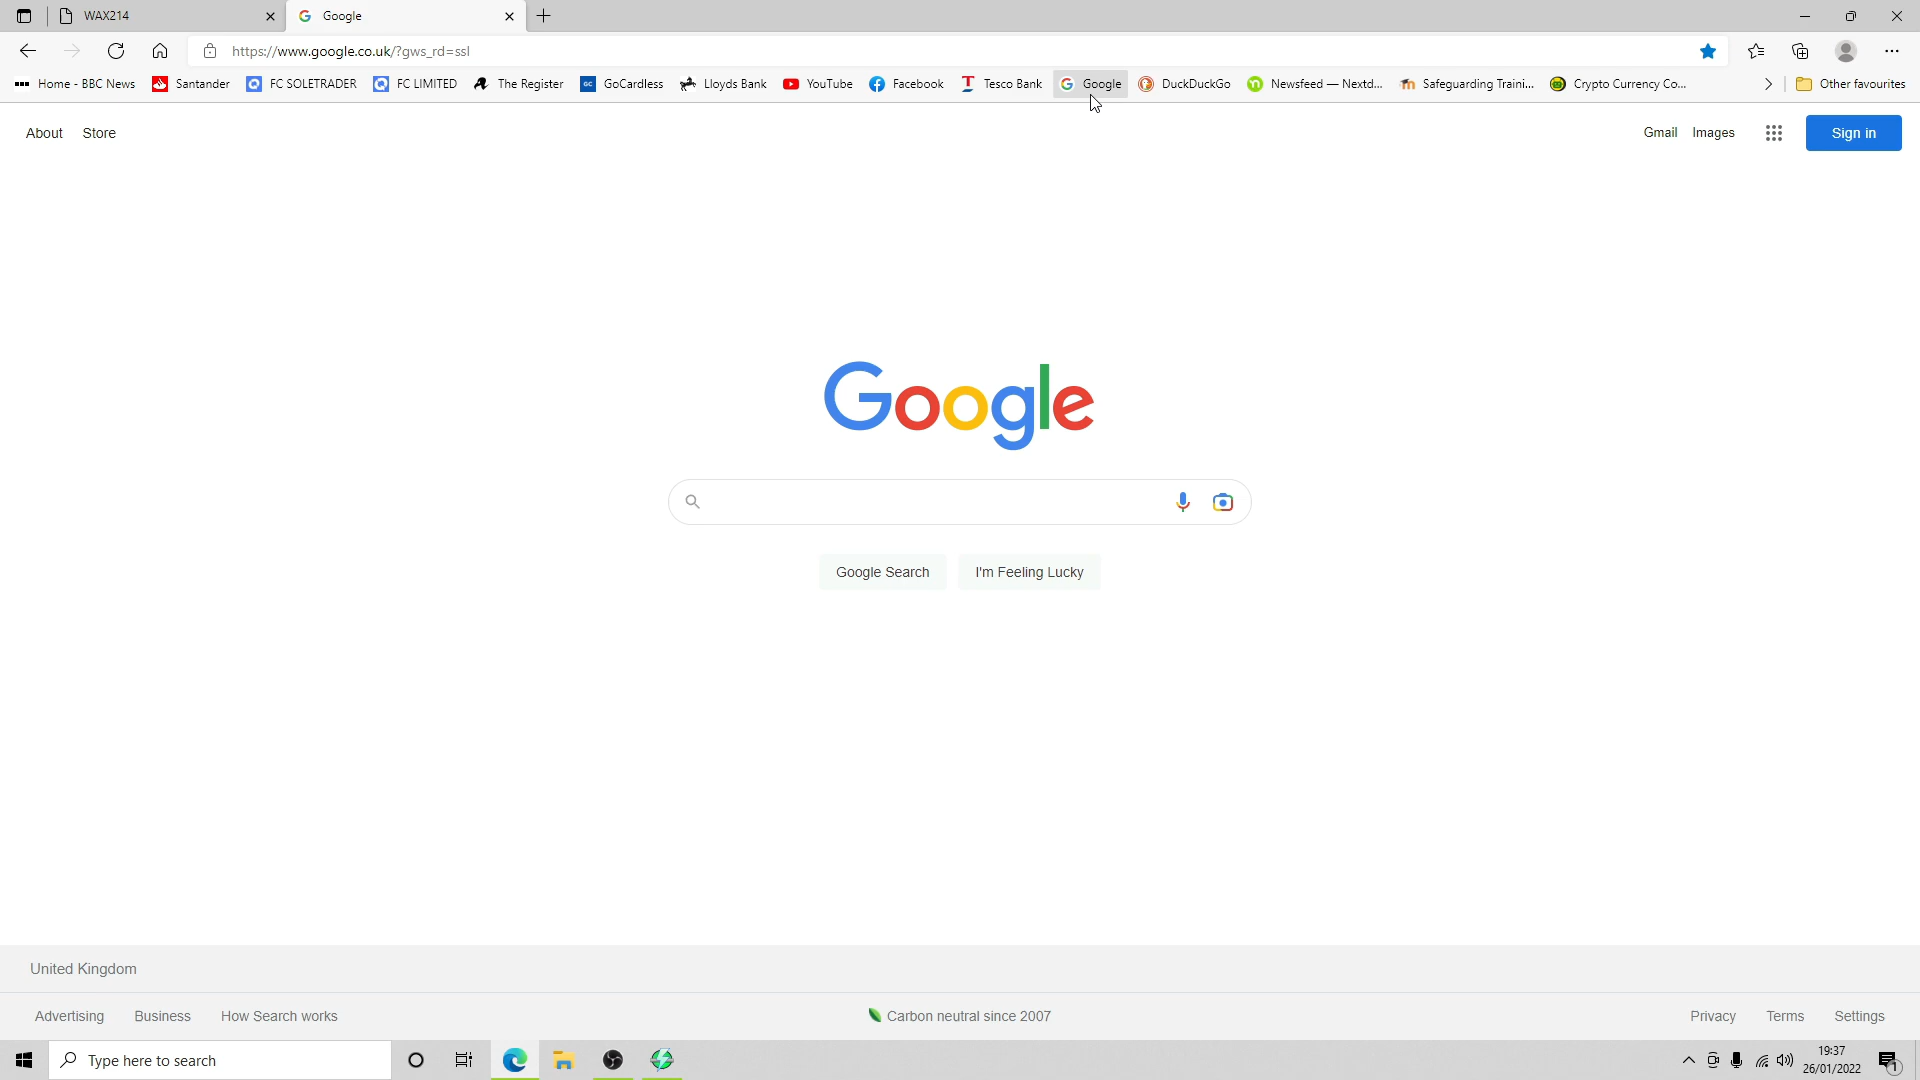 WAX214
Google
https://www.google.co.uk/?gws_rd=ssl
Home - BBC News Santander FC SOLETRADER FC LIMITED The Register GoCardless Lloyds Bank YouTube Facebook Tesco Bank Google DuckDuckGo Newsfeed — Nextd... Safeguarding Traini... Crypto Currency Co... Other favourites
About Store Gmail Images Sign in
Google
Google Search I'm Feeling Lucky
United Kingdom
Advertising Business How Search works Carbon neutral since 2007 Privacy Terms Settings
Type here to search
19:37
26/01/2022
1